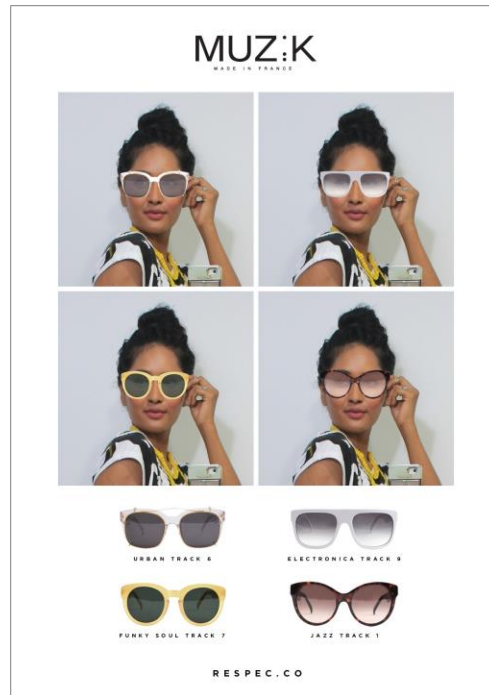 MUZ:K
MADE IN FRANCE
URBAN TRACK 6
ELECTRONICA TRACK 9
FUNKY SOUL TRACK 7
JAZZ TRACK 1
RESPEC.CO